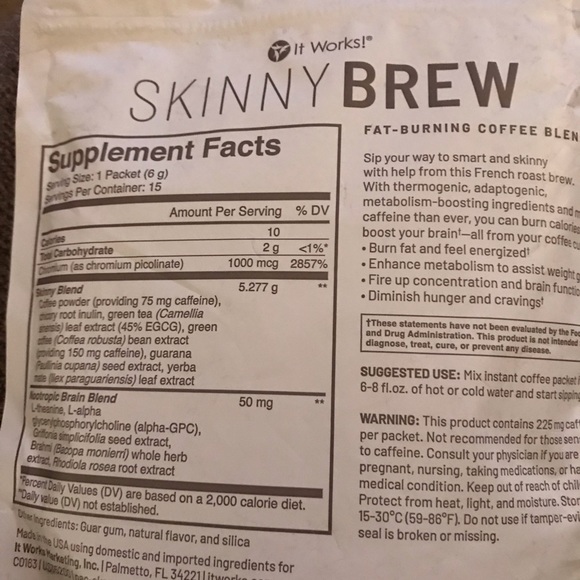 It Works!®
SKINNY BREW
FAT-BURNING COFFEE BLEN
Supplement Facts
Serving Size: 1 Packet (6 g)
Servings Per Container: 15
Amount Per Serving % DV
Calories 10
Total Carbohydrate 2 g <1%*
Chromium (as chromium picolinate) 1000 mcg 2857%
Skinny Blend 5.277 g **
Coffee powder (providing 75 mg caffeine),
chicory root inulin, green tea (Camellia
sinensis) leaf extract (45% EGCG), green
coffee (Coffea robusta) bean extract
(providing 150 mg caffeine), guarana
(Paullinia cupana) seed extract, yerba
mate (Ilex paraguariensis) leaf extract
Nootropic Brain Blend 50 mg **
L-theanine, L-alpha
glycerylphosphorylcholine (alpha-GPC),
Griffonia simplicifolia seed extract,
Brahmi (Bacopa monierri) whole herb
extract, Rhodiola rosea root extract
*Percent Daily Values (DV) are based on a 2,000 calorie diet.
**Daily value (DV) not established.
Other Ingredients: Guar gum, natural flavor, and silica
Made in the USA using domestic and imported ingredients for
It Works Marketing, Inc. | Palmetto, FL 34221 | itworks
C0163 |
Sip your way to smart and skinny
with help from this French roast brew.
With thermogenic, adaptogenic,
metabolism-boosting ingredients and m
caffeine than ever, you can burn calories
boost your brain†—all from your coffee cu
• Burn fat and feel energized†
• Enhance metabolism to assist weight g
• Fire up concentration and brain functio
• Diminish hunger and cravings†
†These statements have not been evaluated by the Foo
and Drug Administration. This product is not intended
diagnose, treat, cure, or prevent any disease.
SUGGESTED USE: Mix instant coffee packet
6-8 fl.oz. of hot or cold water and start sipping
WARNING: This product contains 225 mg caf
per packet. Not recommended for those sen
to caffeine. Consult your physician if you are
pregnant, nursing, taking medications, or ha
medical condition. Keep out of reach of chil
Protect from heat, light, and moisture. Stor
15-30°C (59-86°F). Do not use if tamper-evi
seal is broken or missing.